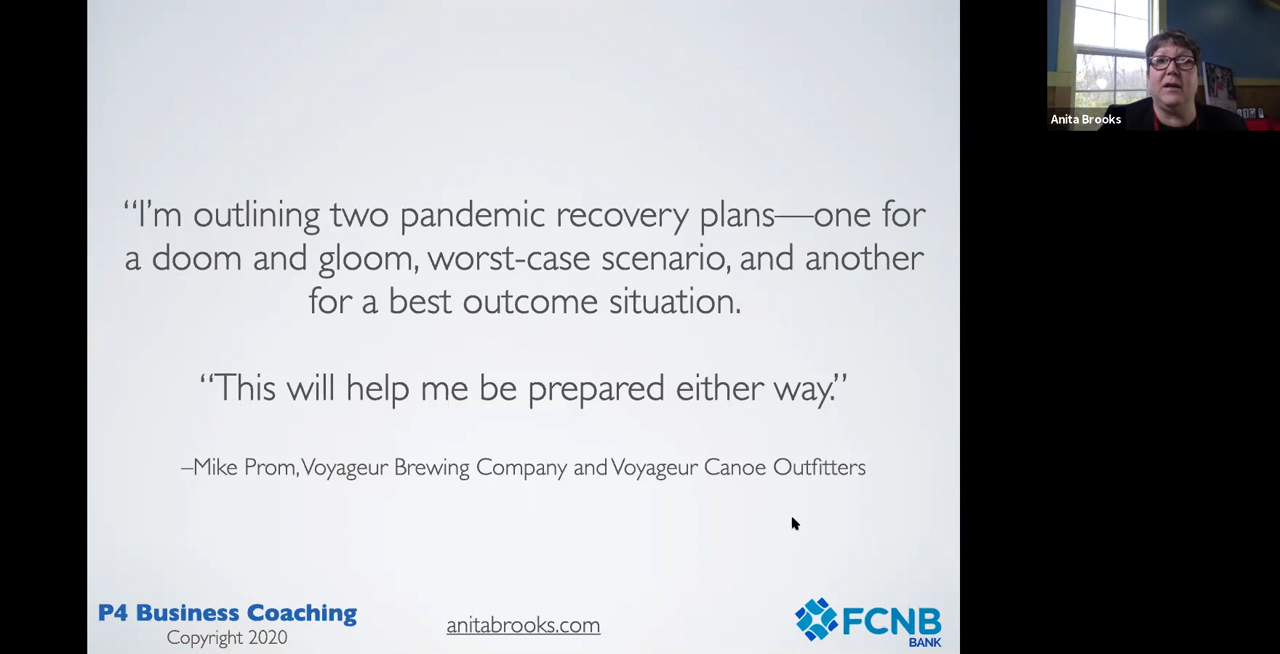 “I’m outlining two pandemic recovery plans—one for
a doom and gloom, worst-case scenario, and another
for a best outcome situation.
“This will help me be prepared either way.”
–Mike Prom, Voyageur Brewing Company and Voyageur Canoe Outfitters
P4 Business Coaching
Copyright 2020
anitabrooks.com
FCNB
BANK
Anita Brooks